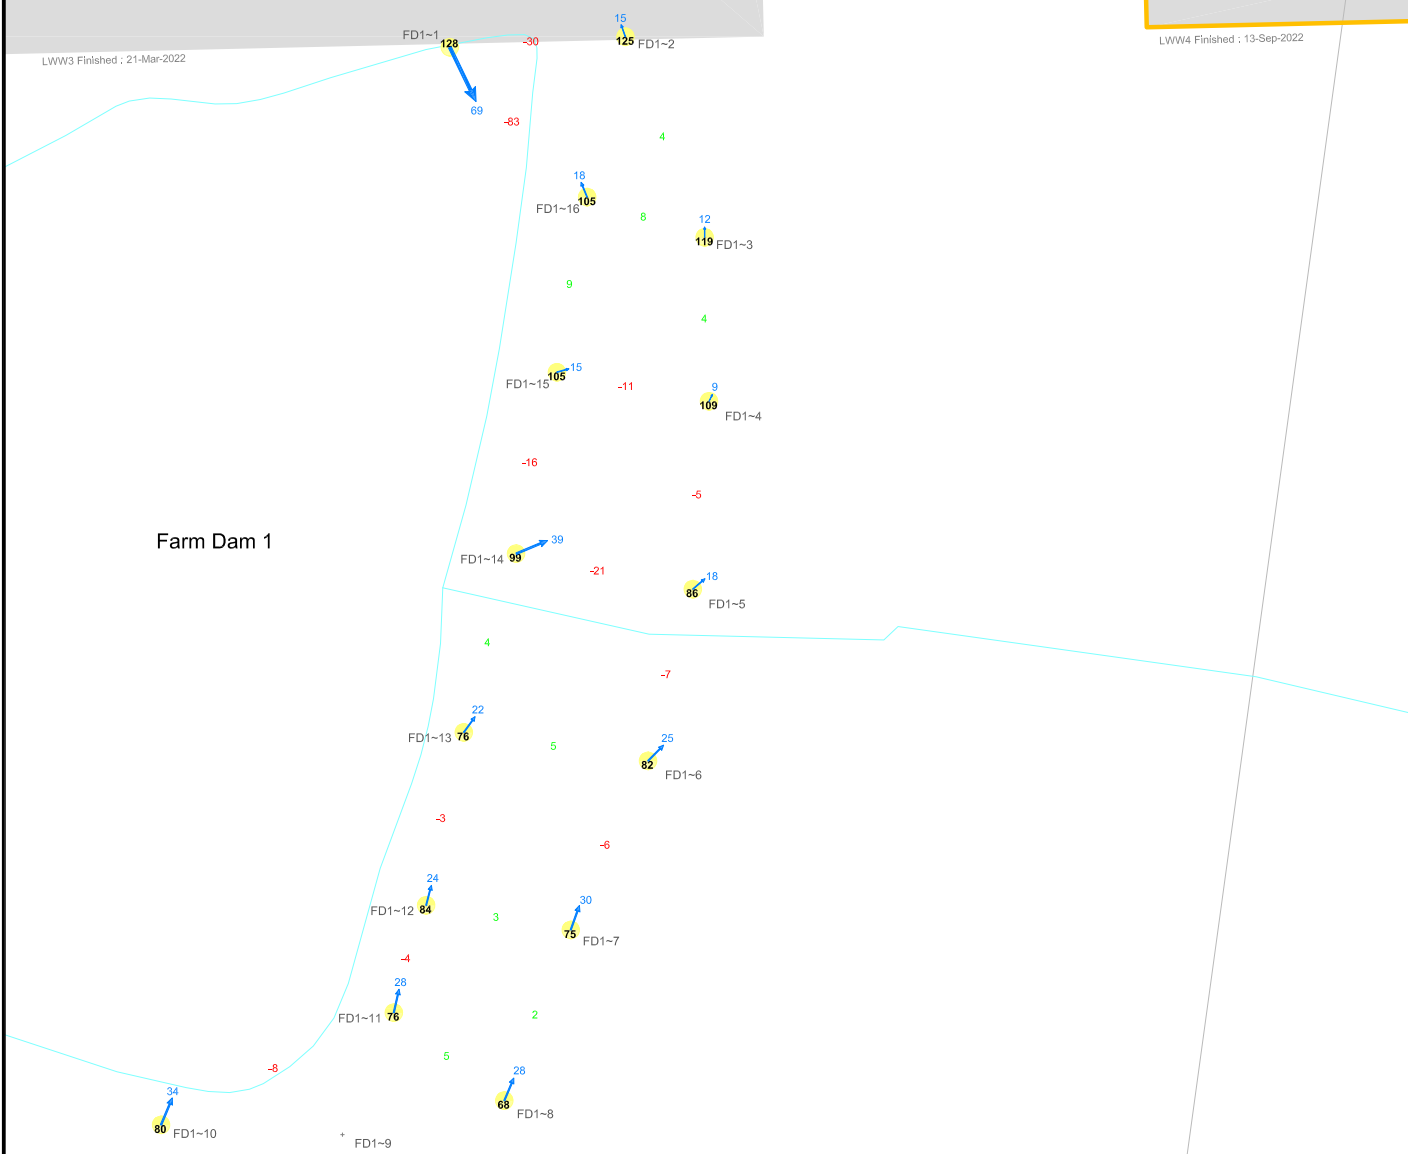 15
FD1~1
128
-30
125
FD1~2
LWW4 Finished ; 13-Sep-2022
LWW3 Finished ; 21-Mar-2022
69
-83
4
18
105
FD1~16
8
12
119
FD1~3
9
4
15
105
FD1~15
-11
9
109
FD1~4
-16
-5
Farm Dam 1
39
99
FD1~14
-21
18
86
FD1~5
4
-7
22
76
FD1~13
5
25
82
FD1~6
-3
-6
24
84
FD1~12
3
30
75
FD1~7
-4
28
76
FD1~11
2
5
-8
28
68
FD1~8
34
80
FD1~10
FD1~9